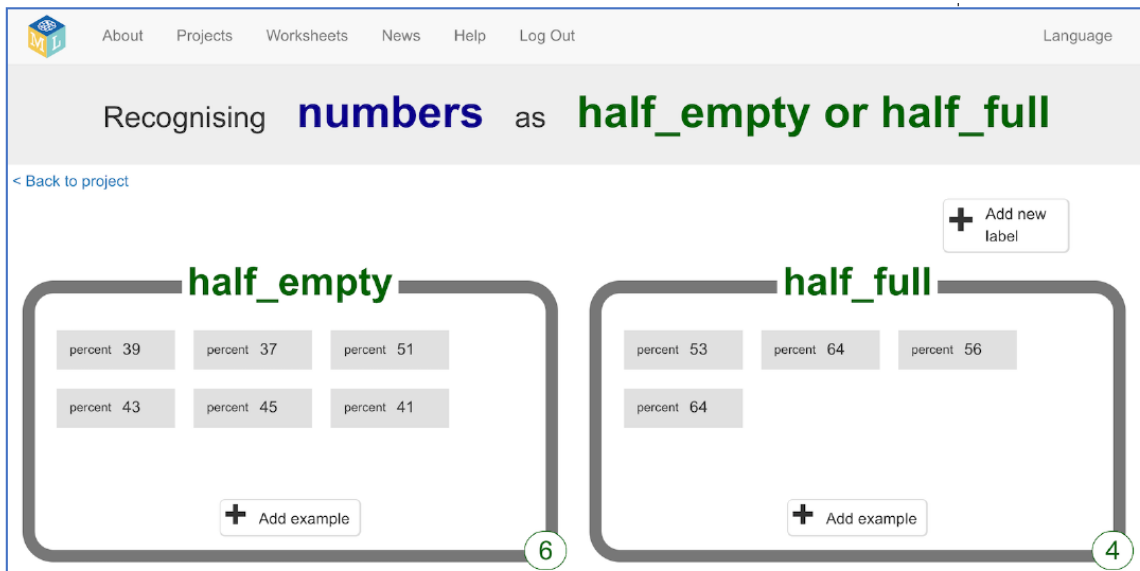 ML
About Projects Worksheets News Help Log Out Language
Recognising numbers as half_empty or half_full
< Back to project
+ Add new
label
half_empty
percent 39 percent 37 percent 51
percent 43 percent 45 percent 41
+ Add example
6
half_full
percent 53 percent 64 percent 56
percent 64
+ Add example
4